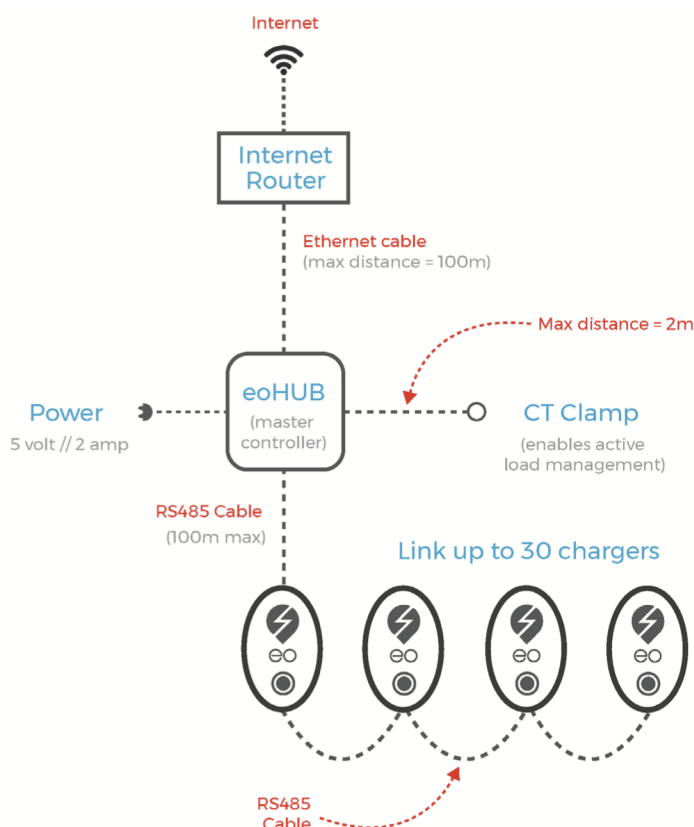 Internet
Internet
Router
Ethernet cable
(max distance = 100m)
Max distance = 2m
eoHUB
(master
controller)
Power
5 volt // 2 amp
CT Clamp
(enables active
load management)
RS485 Cable
(100m max)
Link up to 30 chargers
eo
eo
eo
eo
RS485
Cable